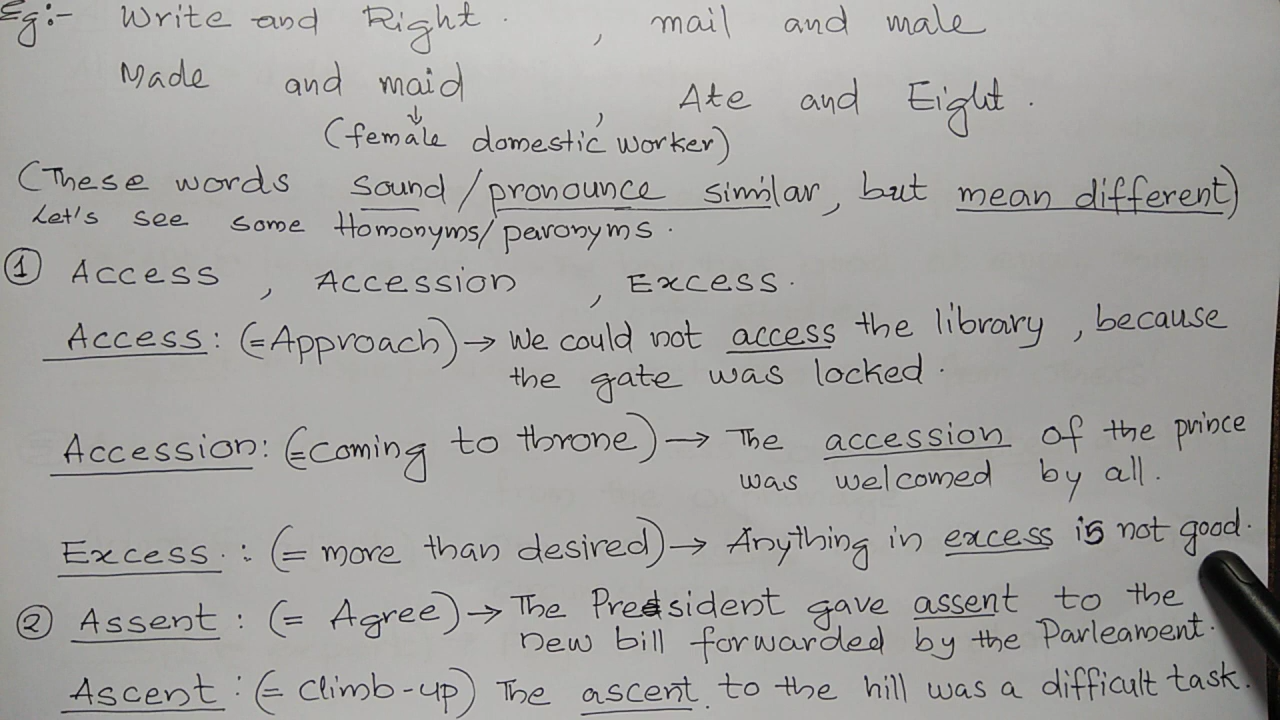 Eg:- Write and Right. , mail and male
Made and maid , Ate and Eight.
↓
(female domestic worker)
(These words sound/pronounce similar, but mean different)
Let's see some Homonyms/paronyms.
① Access , Accession , Excess.
Access: (=Approach) → We could not access the library, because
the gate was locked.
Accession: (=coming to throne) → The accession of the prince
was welcomed by all.
Excess.: (= more than desired) → Anything in excess is not good.
② Assent: (= Agree) → The President gave assent to the
new bill forwarded by the Parleament.
Ascent: (= climb-up) The ascent to the hill was a difficult task.